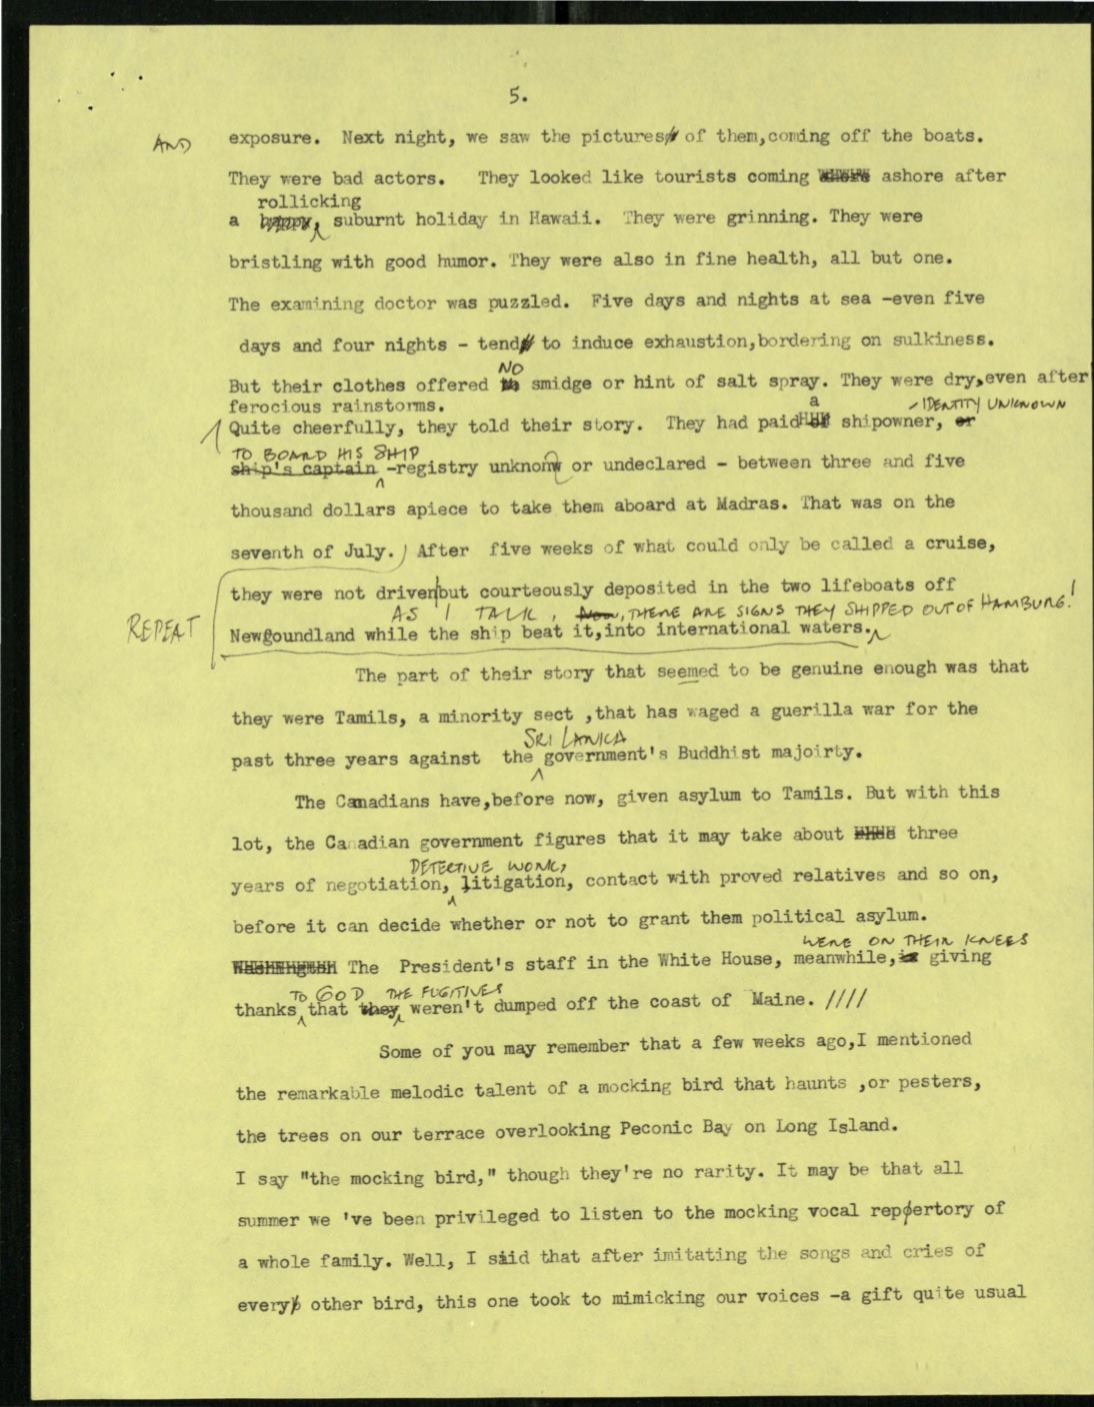 5.
AND exposure. Next night, we saw the pictures of them,coming off the boats.
They were bad actors. They looked like tourists coming ashore after
rollicking
a happy suburnt holiday in Hawaii. They were grinning. They were
bristling with good humor. They were also in fine health, all but one.
The examining doctor was puzzled. Five days and nights at sea -even five
days and four nights - tend to induce exhaustion,bordering on sulkiness.
NO
But their clothes offered smidge or hint of salt spray. They were dry,even after
ferocious rainstorms. a -IDENTITY UNKNOWN
Quite cheerfully, they told their story. They had paid shipowner, or
TO BOARD HIS SHIP
ship's captain -registry unknonw or undeclared - between three and five
thousand dollars apiece to take them aboard at Madras. That was on the
seventh of July. After five weeks of what could only be called a cruise,
they were not driven but courteously deposited in the two lifeboats off
REPEAT AS I TALK, Now, THERE ARE SIGNS THEY SHIPPED OUT OF HAMBURG!
Newfoundland while the ship beat it,into international waters.
The part of their story that seemed to be genuine enough was that
they were Tamils, a minority sect ,that has waged a guerilla war for the
SRI LANKA
past three years against the government's Buddhist majoirty.
The Canadians have,before now, given asylum to Tamils. But with this
lot, the Canadian government figures that it may take about three
DETECTIVE WORK,
years of negotiation, litigation, contact with proved relatives and so on,
before it can decide whether or not to grant them political asylum.
WERE ON THEIR KNEES
Washington The President's staff in the White House, meanwhile,is giving
TO GOD THE FUGITIVES
thanks that they weren't dumped off the coast of Maine. ////
Some of you may remember that a few weeks ago,I mentioned
the remarkable melodic talent of a mocking bird that haunts ,or pesters,
the trees on our terrace overlooking Peconic Bay on Long Island.
I say "the mocking bird," though they're no rarity. It may be that all
summer we 've been privileged to listen to the mocking vocal repertory of
a whole family. Well, I said that after imitating the songs and cries of
every other bird, this one took to mimicking our voices -a gift quite usual